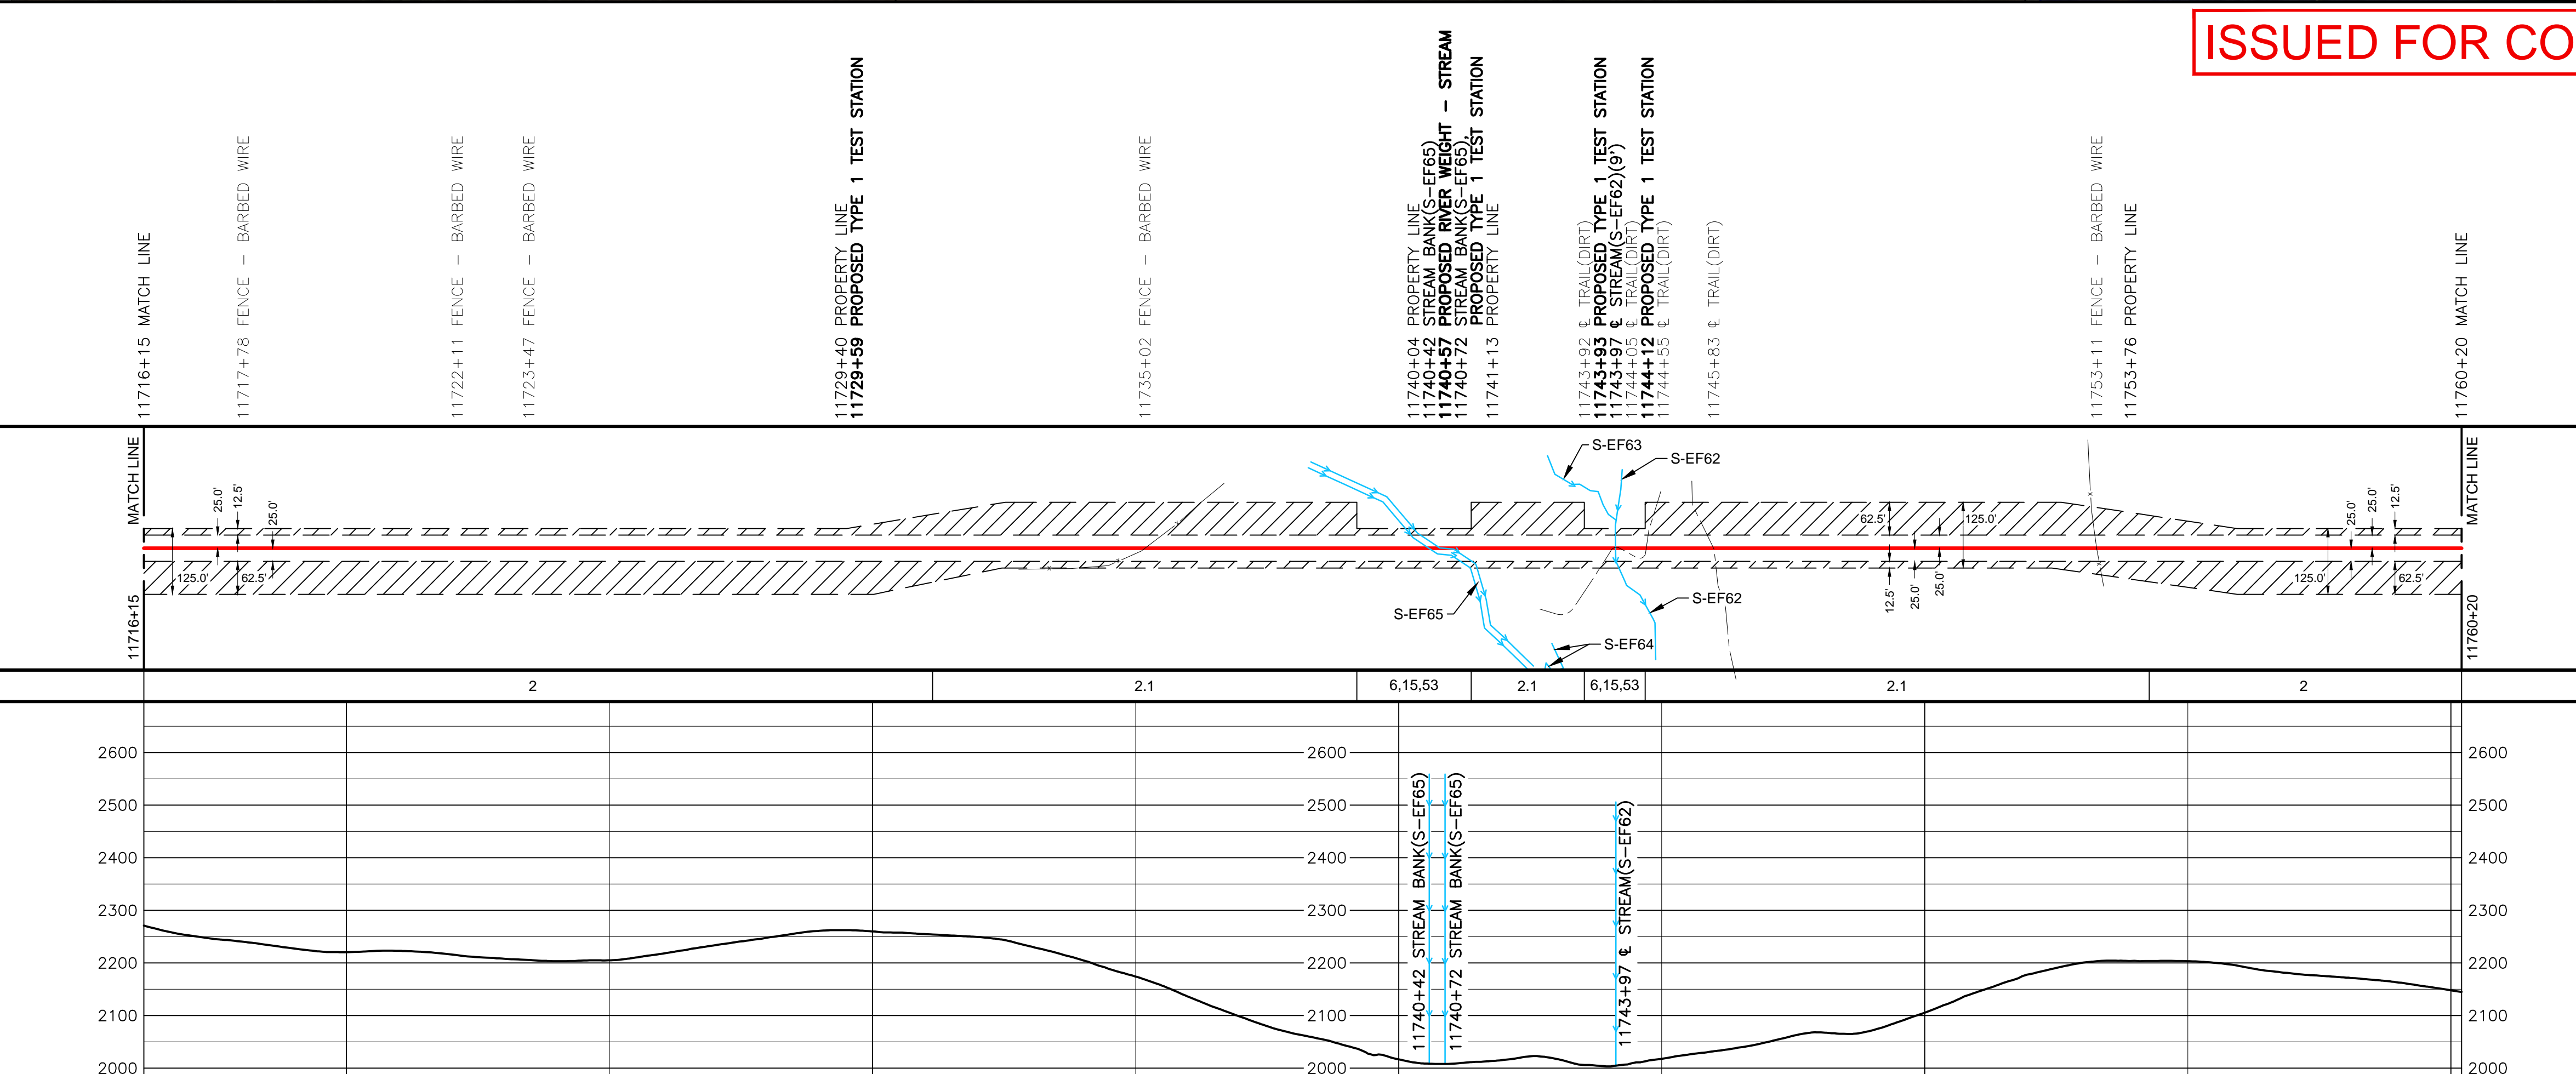 ISSUED FOR CO
11716+15 MATCH LINE
11717+78 FENCE - BARBED WIRE
11722+11 FENCE - BARBED WIRE
11723+47 FENCE - BARBED WIRE
11729+40 PROPERTY LINE
11729+59 PROPOSED TYPE 1 TEST STATION
11735+02 FENCE - BARBED WIRE
11740+04 PROPERTY LINE
11740+42 STREAM BANK(S-EF65)
11740+57 PROPOSED RIVER WEIGHT - STREAM
11740+72 STREAM BANK(S-EF65),
PROPOSED TYPE 1 TEST STATION
11741+13 PROPERTY LINE
11743+92 ℄ TRAIL(DIRT)
11743+93 PROPOSED TYPE 1 TEST STATION
11743+97 ℄ STREAM(S-EF62)(9')
11744+05 ℄ TRAIL(DIRT)
11744+12 PROPOSED TYPE 1 TEST STATION
11744+55 ℄ TRAIL(DIRT)
11745+83 ℄ TRAIL(DIRT)
11753+11 FENCE - BARBED WIRE
11753+76 PROPERTY LINE
11760+20 MATCH LINE
MATCH LINE
11716+15
25.0'
12.5'
25.0'
125.0'
62.5'
S-EF63
S-EF62
S-EF65
S-EF62
S-EF64
62.5'
125.0'
12.5'
25.0'
25.0'
25.0'
25.0'
12.5'
125.0'
62.5'
MATCH LINE
11760+20
2 2.1 6,15,53 2.1 6,15,53 2.1 2
2600 2600 2600
2500 2500 2500
2400 2400 2400
2300 2300 2300
2200 2200 2200
2100 2100 2100
2000 2000 2000
11740+42 STREAM BANK(S-EF65)
11740+72 STREAM BANK(S-EF65)
11743+97 ℄ STREAM(S-EF62)